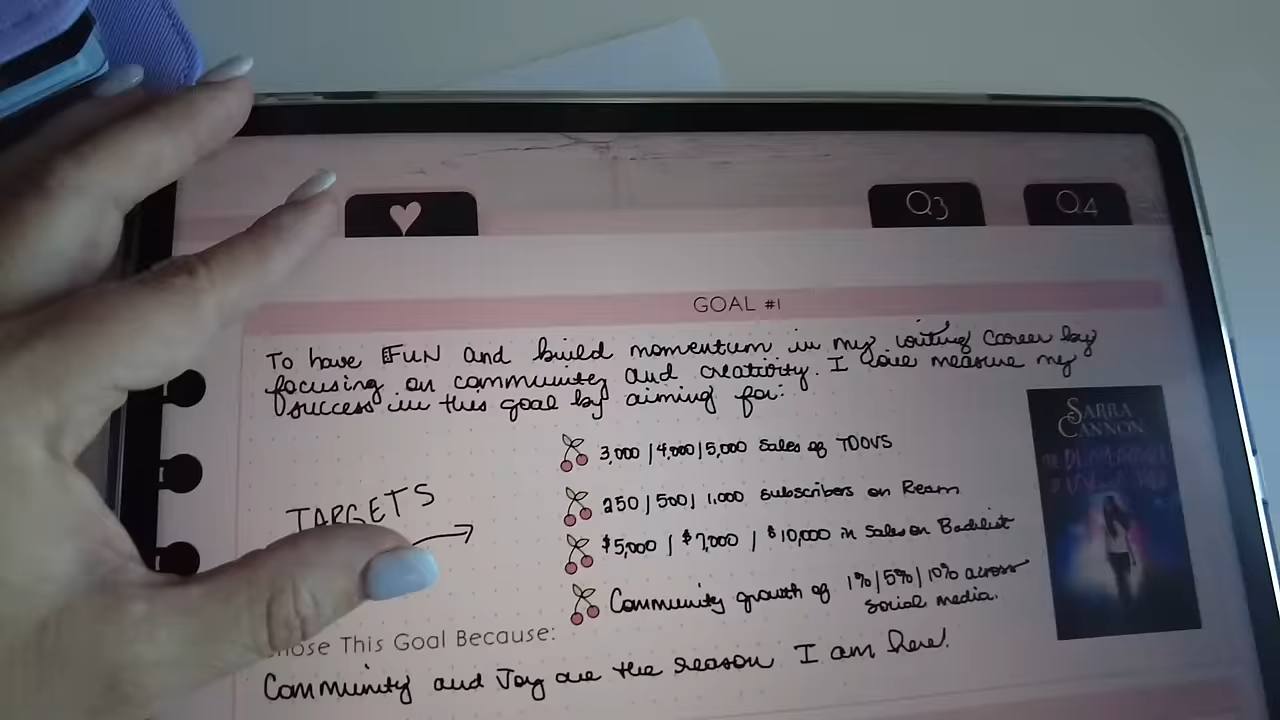 Q3
Q4
GOAL #1
To have FUN and build momentum in my writing career by
focusing on community and creativity. I will measure my
success in this goal by aiming for:
SARRA
CANNON
3,000 / 4,000 / 5,000 Sales of TDOVS
TARGETS
250 / 500 / 1,000 subscribers on Ream
$5,000 / $7,000 / $10,000 in Sales on Backlist
Community growth of 1% / 5% / 10% across
social media.
This Goal Because:
Community and Joy are the reason I am here!